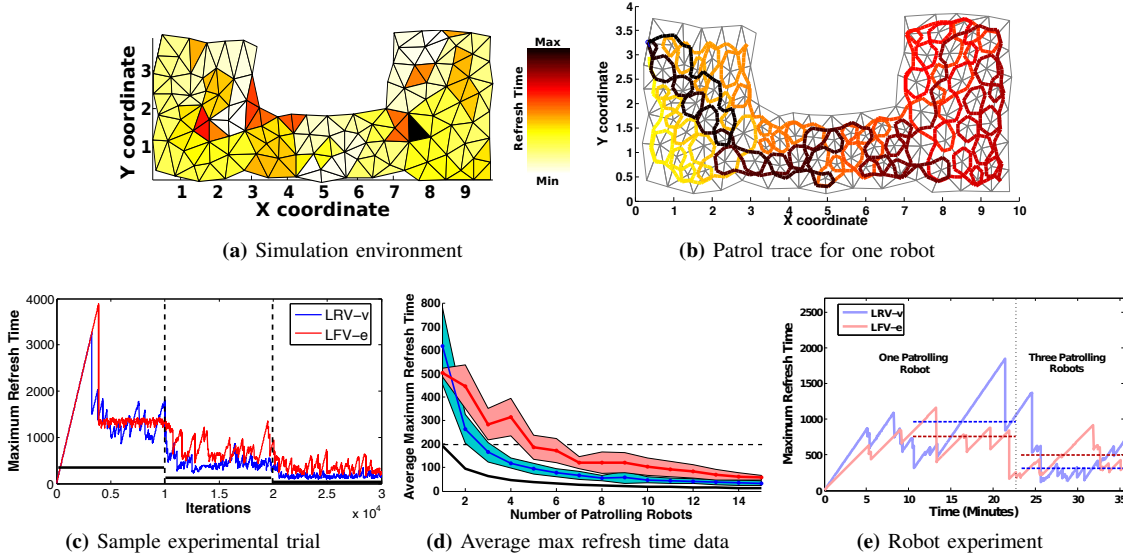 Y coordinate
3
2
1
1 2 3 4 5 6 7 8 9
X coordinate
Max
Refresh Time
Min
(a) Simulation environment
Y coordinate
4
3.5
3
2.5
2
1.5
1
0.5
0
0 1 2 3 4 5 6 7 8 9 10
X coordinate
(b) Patrol trace for one robot
Maximum Refresh Time
4000
3000
2000
1000
0
0 0.5 1.0 1.5 2.0 2.5 3.0
Iterations
x 10^4
LRV-v
LFV-e
(c) Sample experimental trial
Average Maximum Refresh Time
800
700
600
500
400
300
200
100
0
2 4 6 8 10 12 14
Number of Patrolling Robots
(d) Average max refresh time data
Maximum Refresh Time
2500
2000
1500
1000
500
0
0 5 10 15 20 25 30 35
Time (Minutes)
LRV-v
LFV-e
One Patrolling
Robot
Three Patrolling
Robots
(e) Robot experiment